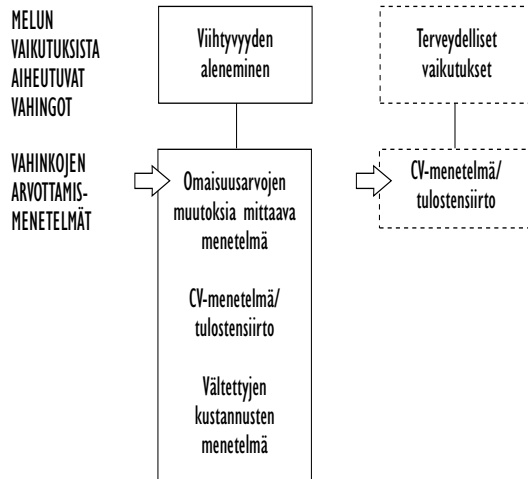 MELUN
VAIKUTUKSISTA
AIHEUTUVAT
VAHINGOT
Viihtyvyyden
aleneminen
Terveydelliset
vaikutukset
VAHINKOJEN
ARVOTTAMIS-
MENETELMÄT
Omaisuusarvojen
muutoksia mittaava
menetelmä
CV-menetelmä/
tulostensiirto
Vältettyjen
kustannusten
menetelmä
CV-menetelmä/
tulostensiirto